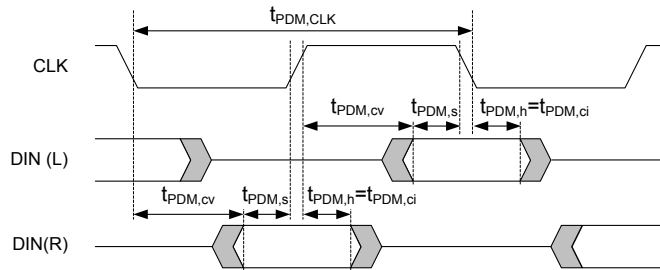 tPDM,CLK
CLK
tPDM,cv tPDM,s tPDM,h=tPDM,ci
DIN (L)
tPDM,cv tPDM,s tPDM,h=tPDM,ci
DIN(R)